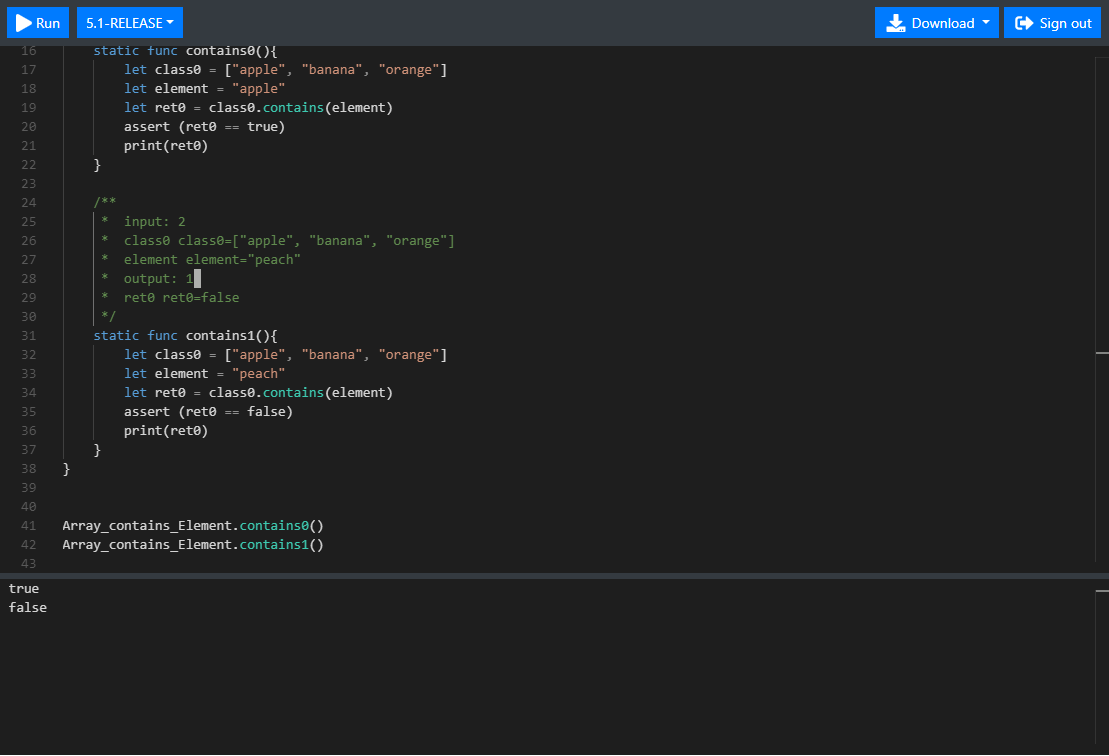 Run 5.1-RELEASE Download Sign out
16 static func contains0(){
17 let class0 = ["apple", "banana", "orange"]
18 let element = "apple"
19 let ret0 = class0.contains(element)
20 assert (ret0 == true)
21 print(ret0)
22 }
23
24 /**
25 * input: 2
26 * class0 class0=["apple", "banana", "orange"]
27 * element element="peach"
28 * output: 1
29 * ret0 ret0=false
30 */
31 static func contains1(){
32 let class0 = ["apple", "banana", "orange"]
33 let element = "peach"
34 let ret0 = class0.contains(element)
35 assert (ret0 == false)
36 print(ret0)
37 }
38 }
39
40
41 Array_contains_Element.contains0()
42 Array_contains_Element.contains1()
43
true
false